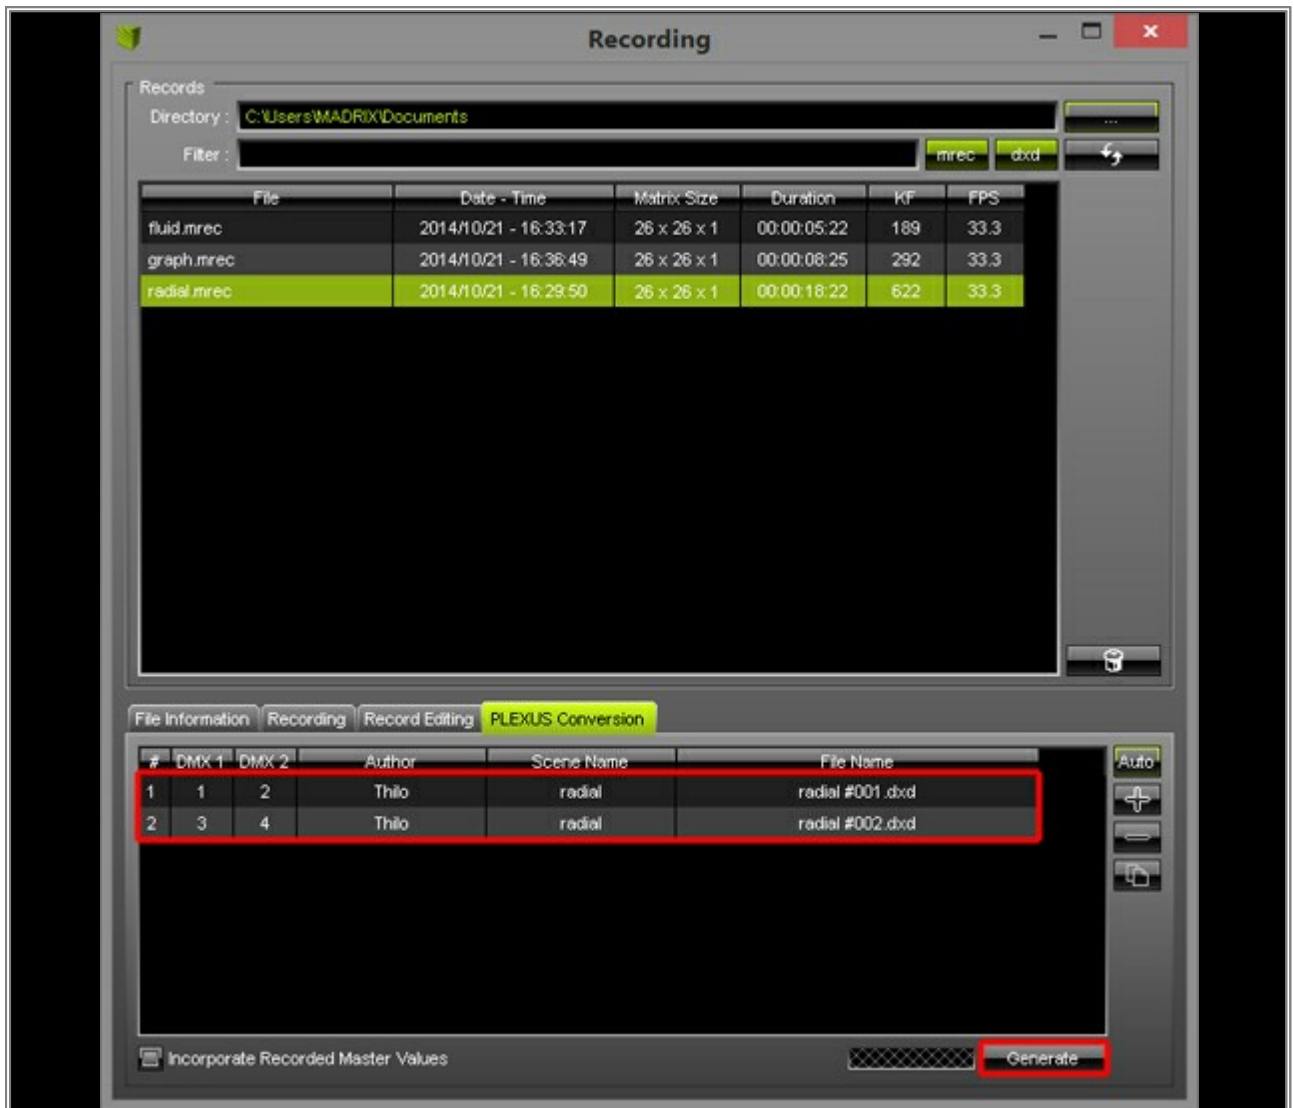 Recording
Records
Directory : C:\Users\MADRIX\Documents ...
Filter : mrec dxd
File Date - Time Matrix Size Duration KF FPS
fluid.mrec 2014/10/21 - 16:33:17 26 x 26 x 1 00:00:05:22 189 33.3
graph.mrec 2014/10/21 - 16:36:49 26 x 26 x 1 00:00:08:25 292 33.3
radial.mrec 2014/10/21 - 16:29:50 26 x 26 x 1 00:00:18:22 622 33.3
File Information Recording Record Editing PLEXUS Conversion
# DMX 1 DMX 2 Author Scene Name File Name Auto
1 1 2 Thilo radial radial #001.dxd
2 3 4 Thilo radial radial #002.dxd
Incorporate Recorded Master Values Generate